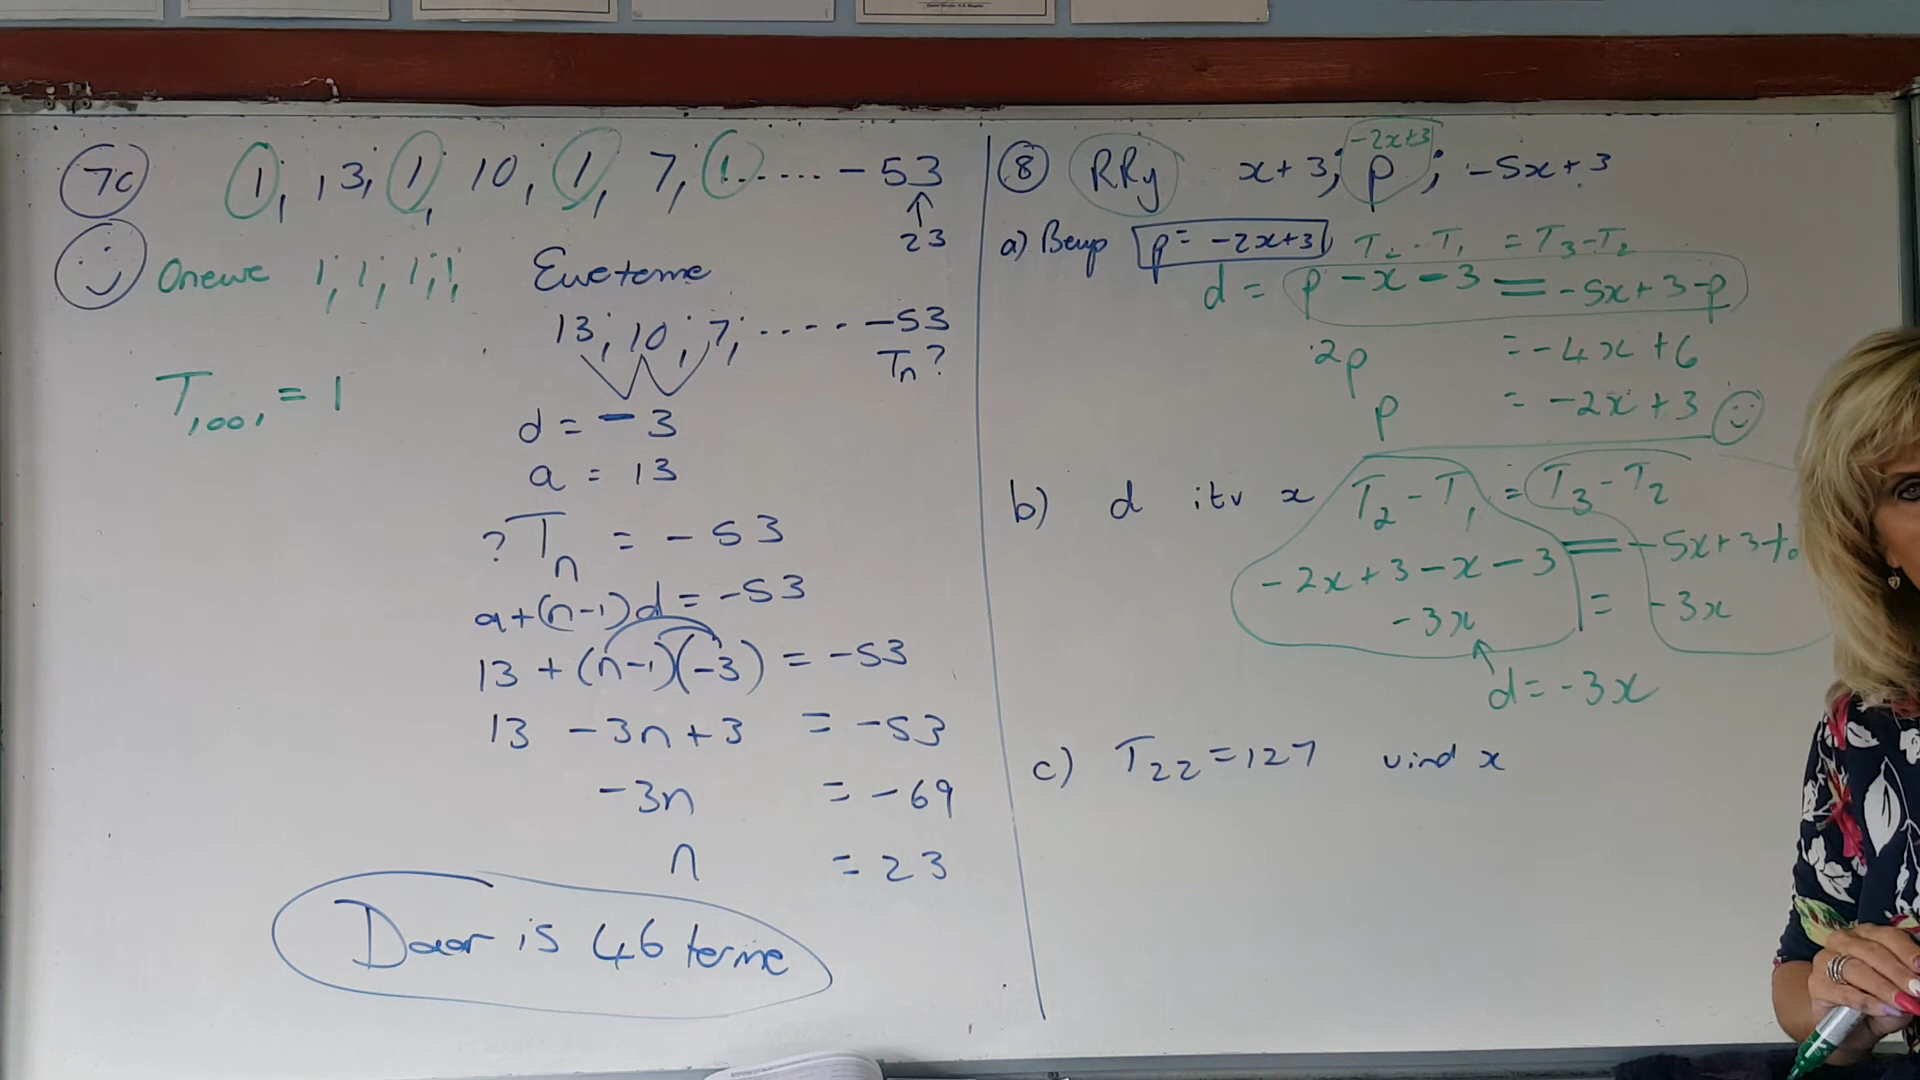 7c 1; 13; 1; 10; 1; 7; 1 ...... -53
↑
23
Onewe 1; 1; 1; 1; Ewe terme
13; 10; 7; ..... -53
Tn?
T1001 = 1
d = -3
a = 13
? Tn = -53
a+(n-1)d = -53
13 + (n-1)(-3) = -53
13 - 3n + 3 = -53
-3n = -69
n = 23
Daar is 46 terme
8 RRy x+3; p; -5x+3
-2x+3
a) Bewp p = -2x+3 T2 - T1 = T3 - T2
d = p - x - 3 = -5x + 3 - p
2p = -4x + 6
p = -2x + 3
b) d itv x T2 - T1 = T3 - T2
-2x + 3 - x - 3 = -5x + 3 +
-3x = -3x
d = -3x
c) T22 = 127 vind x